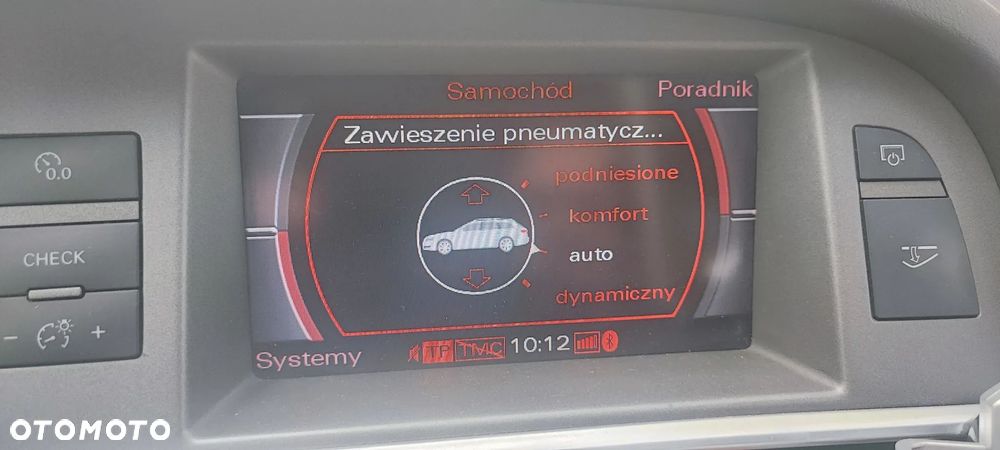 Samochód
Poradnik
Zawieszenie pneumatycz...
podniesione
komfort
auto
dynamiczny
Systemy
TP TMC 10:12
0.0
CHECK
- +
OTOMOTO